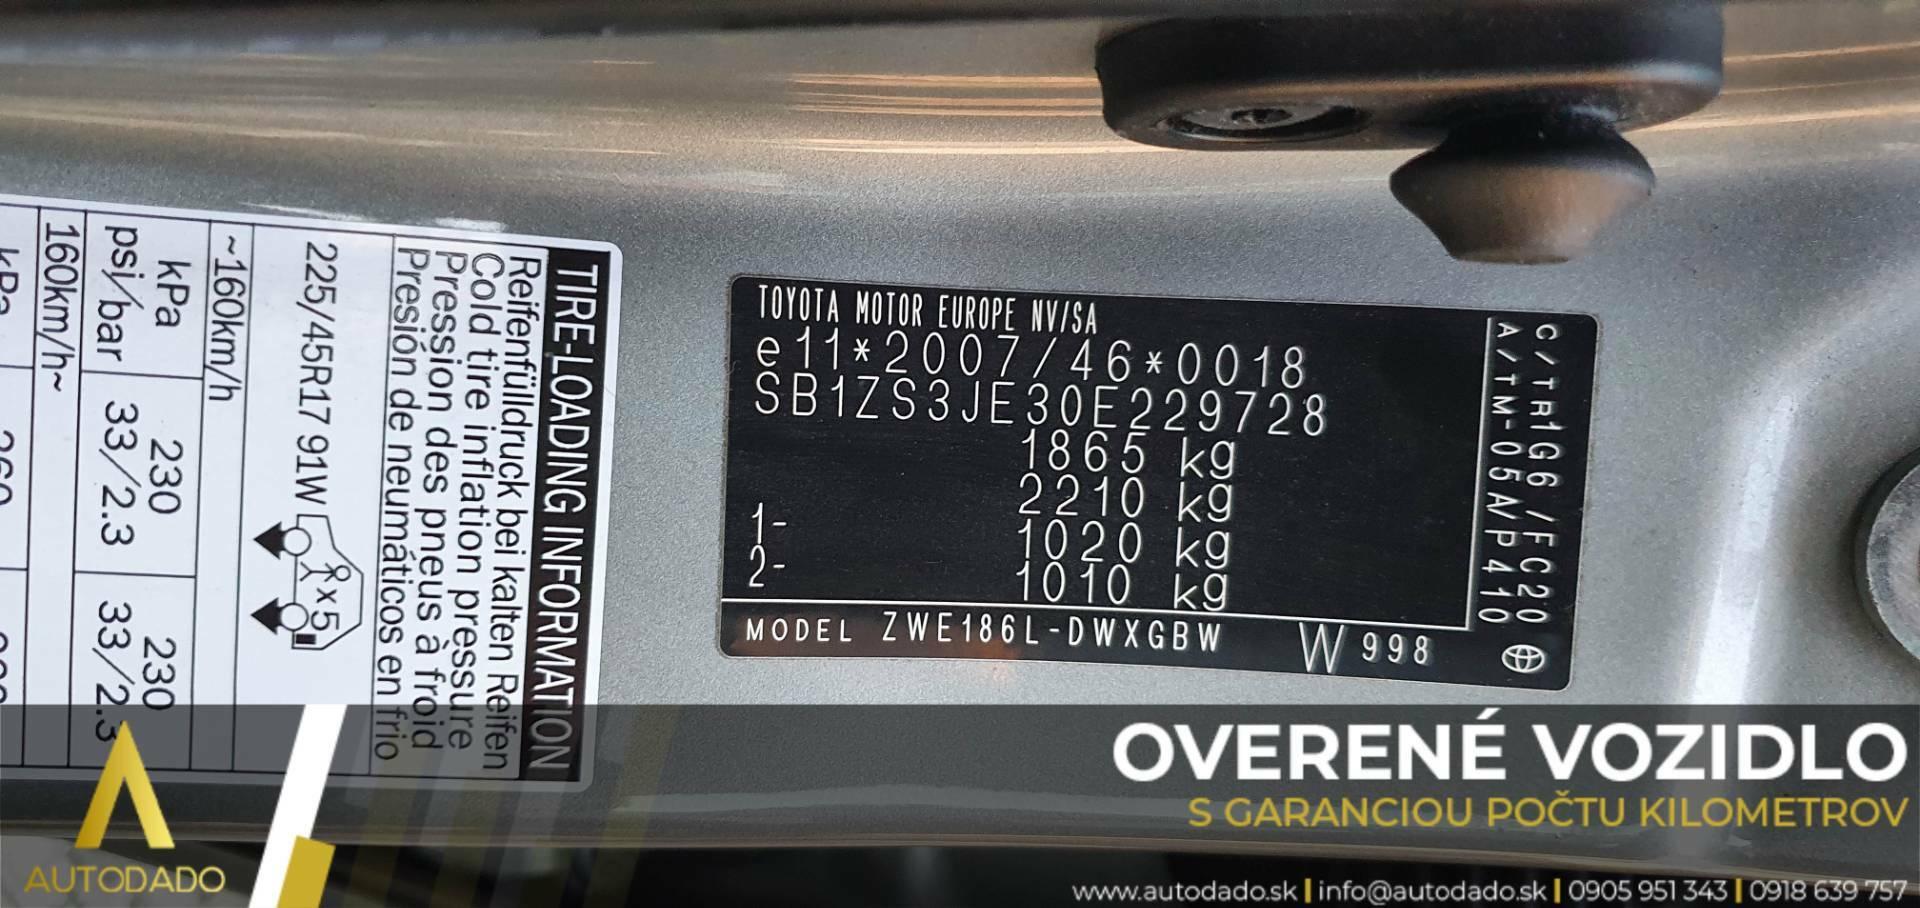 TOYOTA MOTOR EUROPE NV/SA
e11*2007/46*0018
SB1ZS3JE30E229728
1865 kg
2210 kg
1- 1020 kg
2- 1010 kg
MODEL ZWE186L-DWXGBW W998
C/TR1G6 /FC20
A/TM-05A/P410
TIRE-LOADING INFORMATION
Reifenfülldruck bei kalten Reifen
Cold tire inflation pressure
Pression des pneus à froid
Presión de neumáticos en frio
225/45R17 91W
x5
~160km/h
kPa 230 230
psi/bar 33/2.3 33/2.3
160km/h~
kPa 260
AUTODADO
OVERENÉ VOZIDLO
S GARANCIOU POČTU KILOMETROV
www.autodado.sk | info@autodado.sk | 0905 951 343 | 0918 639 757